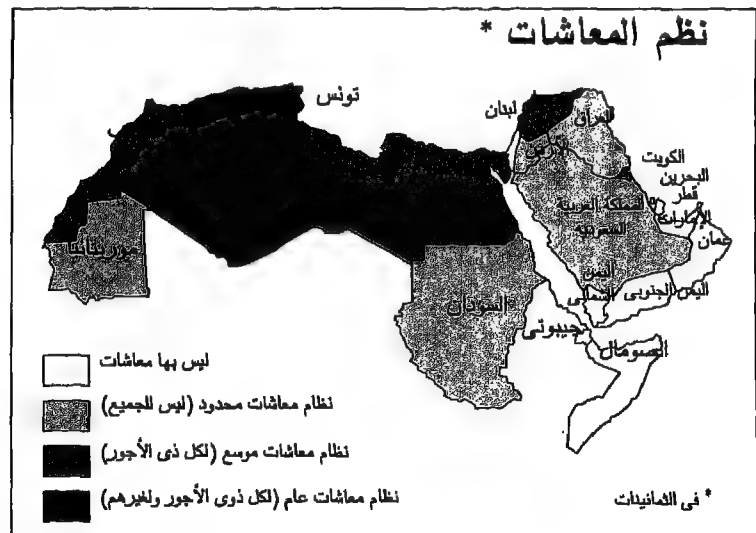 نظم المعاشات *
تونس
لبنان
العراق
الأردن
الكويت
البحرين
قطر
الإمارات
المملكة العربية
السعودية
عمان
موريتانيا
اليمن
الشمالى
اليمن الجنوبى
السودان
جيبوتى
الصومال
ليس بها معاشات
نظام معاشات محدود (ليس للجميع)
نظام معاشات موسع (لكل ذى الأجور)
نظام معاشات عام (لكل ذوى الأجور ولغيرهم)
* فى الثمانينات